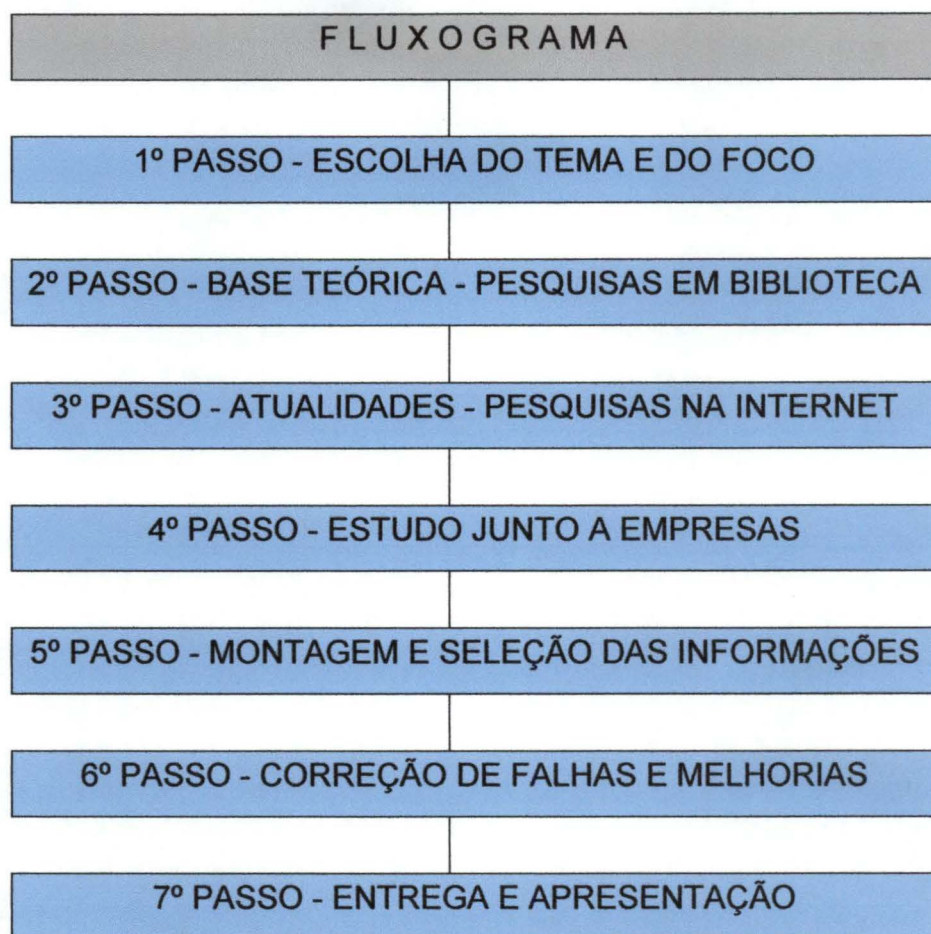 FLUXOGRAMA
1º PASSO - ESCOLHA DO TEMA E DO FOCO
2º PASSO - BASE TEÓRICA - PESQUISAS EM BIBLIOTECA
3º PASSO - ATUALIDADES - PESQUISAS NA INTERNET
4º PASSO - ESTUDO JUNTO A EMPRESAS
5º PASSO - MONTAGEM E SELEÇÃO DAS INFORMAÇÕES
6º PASSO - CORREÇÃO DE FALHAS E MELHORIAS
7º PASSO - ENTREGA E APRESENTAÇÃO